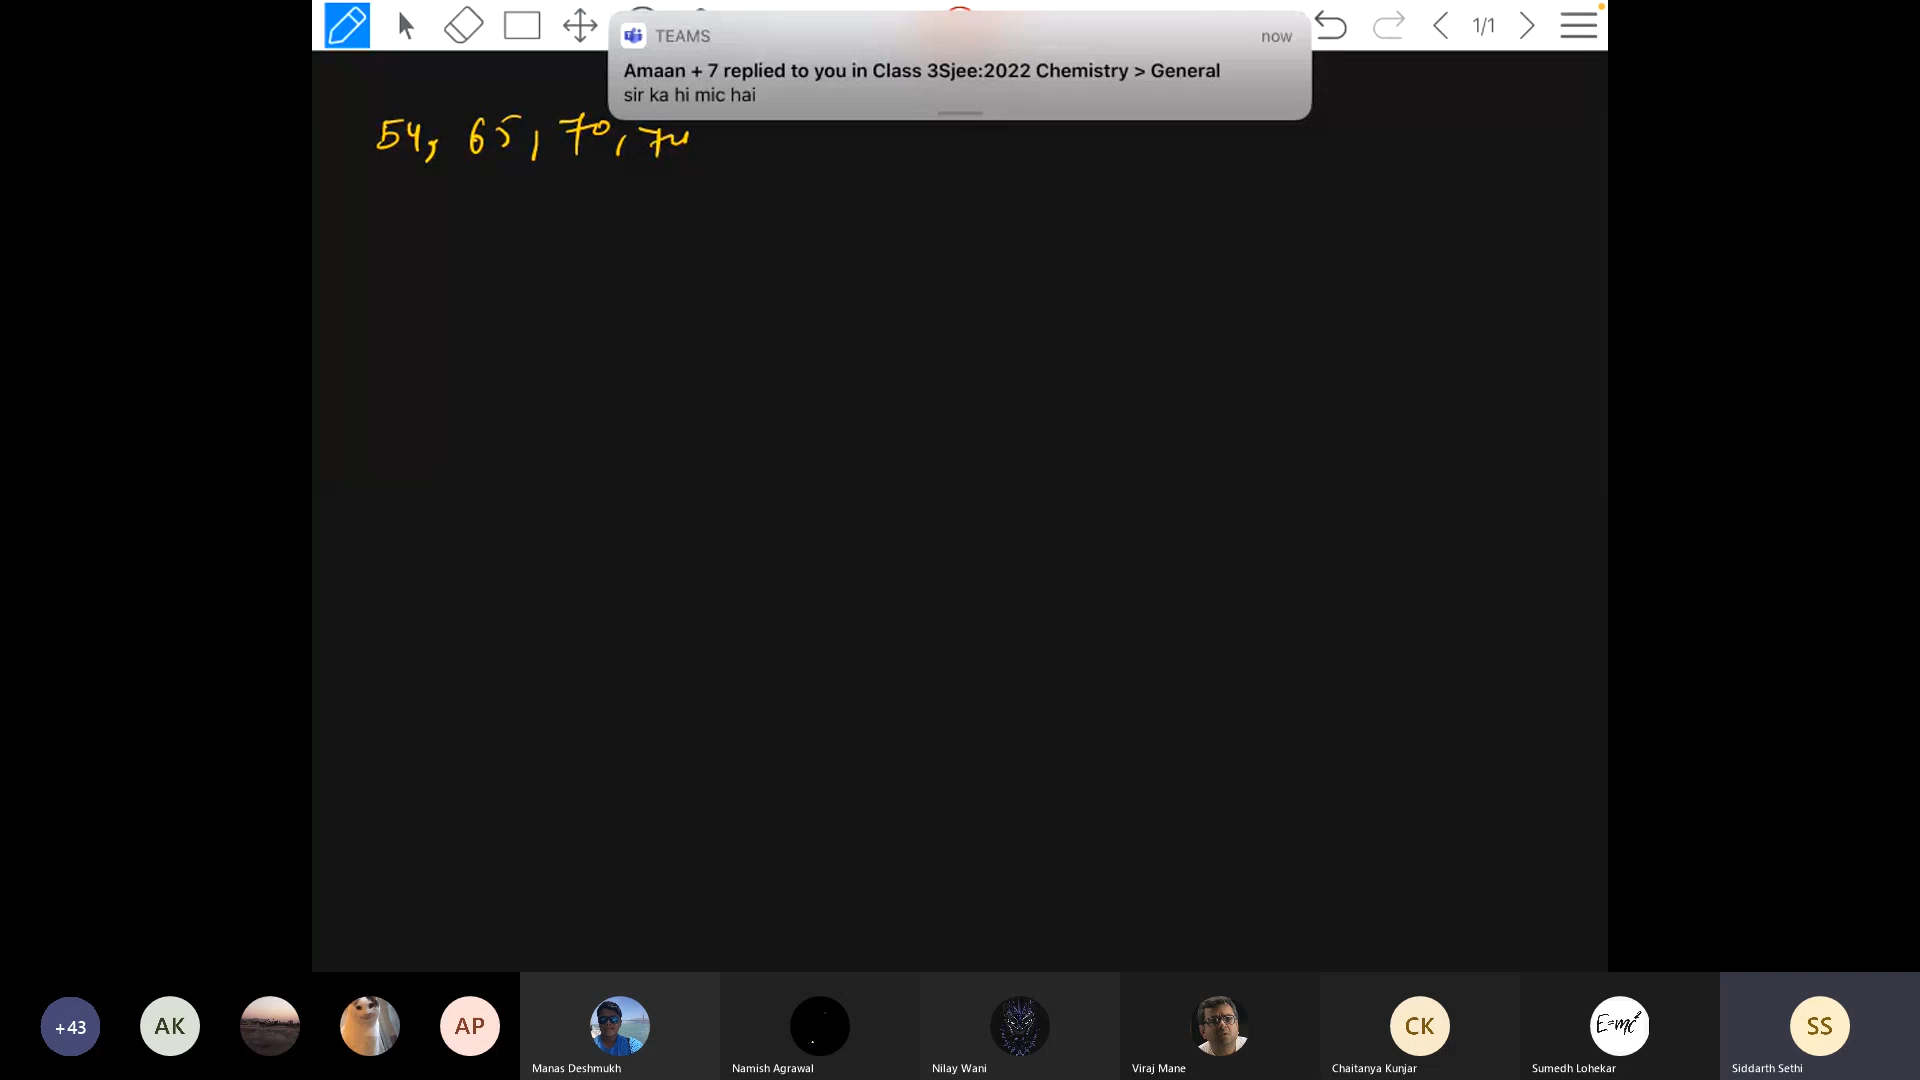 1/1
TEAMS
now
Amaan + 7 replied to you in Class 3Sjee:2022 Chemistry > General
sir ka hi mic hai
54, 65, 70, 74
+43
AK
AP
E=mc²
CK
SS
Manas Deshmukh
Namish Agrawal
Nilay Wani
Viraj Mane
Chaitanya Kunjar
Sumedh Lohekar
Siddarth Sethi